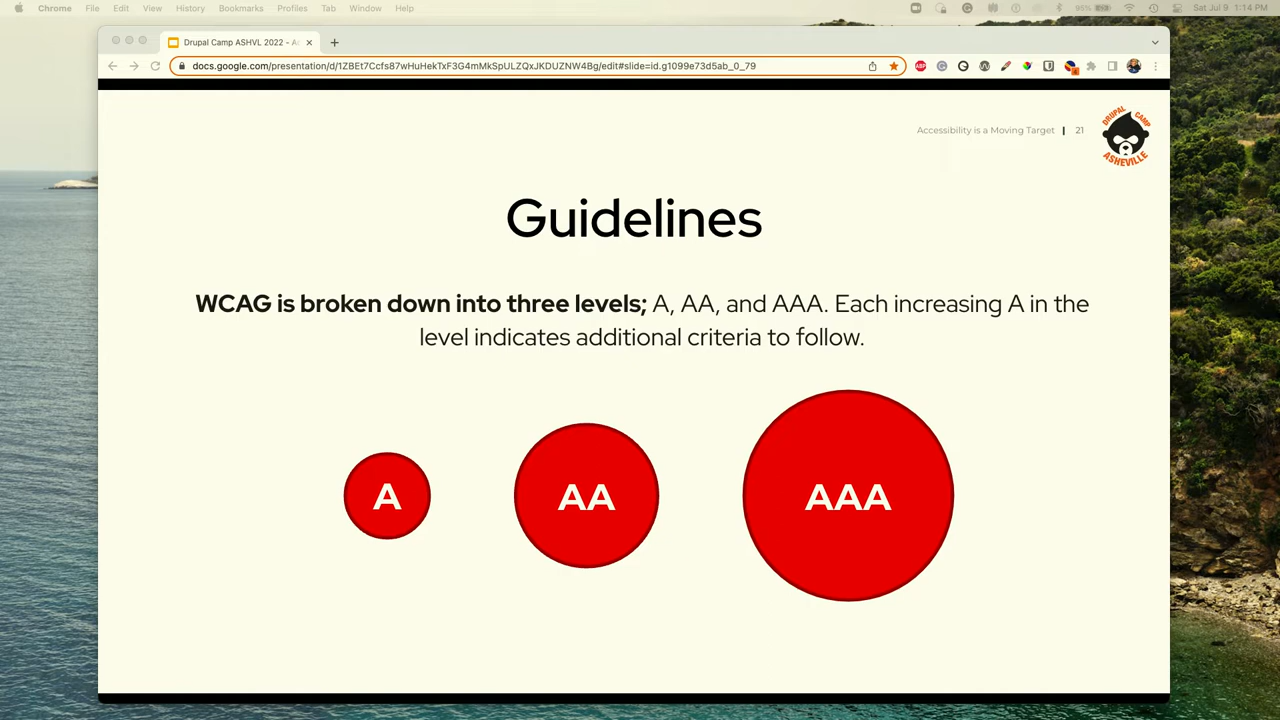 Chrome File Edit View History Bookmarks Profiles Tab Window Help
95% Sat Jul 9 1:14 PM
Drupal Camp ASHVL 2022 - A
docs.google.com/presentation/d/1ZBEt7Ccfs87wHuHekTxF3G4mMkSpULZQxJKDUZNW4Bg/edit#slide=id.g1099e73d5ab_0_79
ABP
Accessibility is a Moving Target | 21
DRUPAL CAMP
ASHEVILLE
Guidelines
WCAG is broken down into three levels; A, AA, and AAA. Each increasing A in the
level indicates additional criteria to follow.
A
AA
AAA